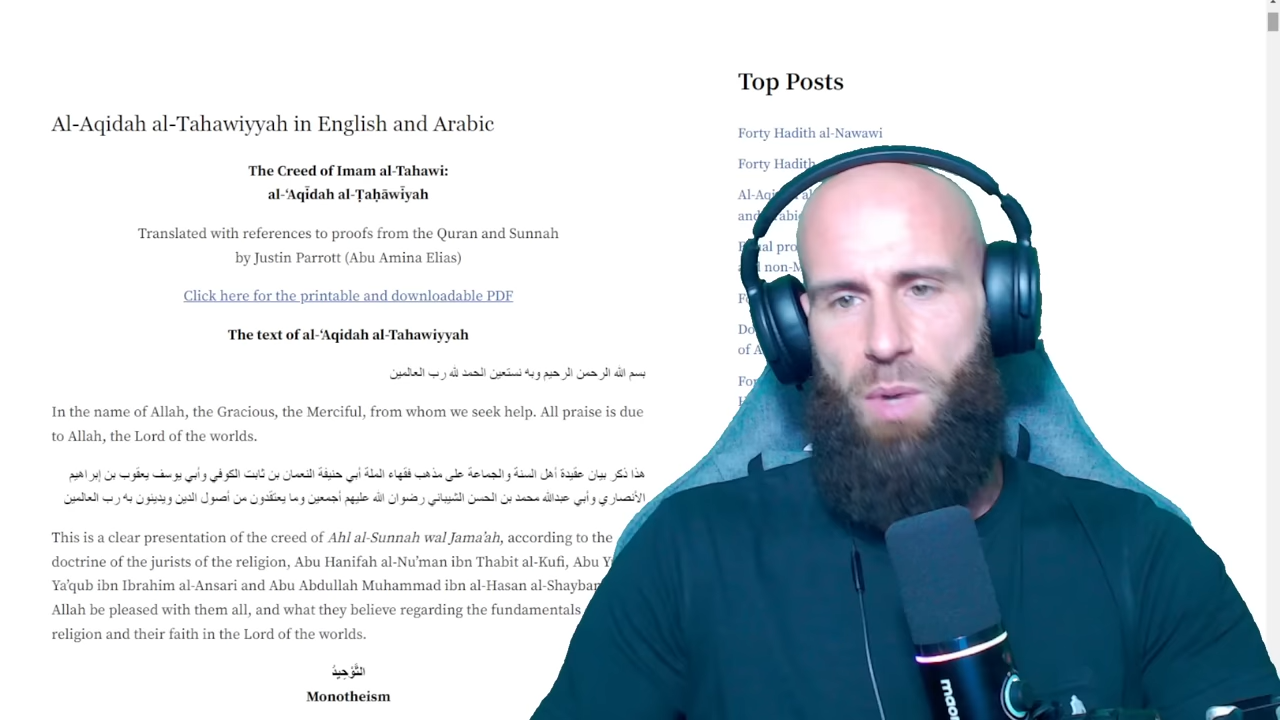 Al-Aqidah al-Tahawiyyah in English and Arabic
The Creed of Imam al-Tahawi:
al-‘Aqīdah al-Ṭaḥāwīyah
Translated with references to proofs from the Quran and Sunnah
by Justin Parrott (Abu Amina Elias)
Click here for the printable and downloadable PDF
The text of al-‘Aqidah al-Tahawiyyah
بسم الله الرحمن الرحيم وبه نستعين الحمد لله رب العالمين
In the name of Allah, the Gracious, the Merciful, from whom we seek help. All praise is due
to Allah, the Lord of the worlds.
هذا ذكر بيان عقيدة أهل السنة والجماعة على مذهب فقهاء الملة أبي حنيفة النعمان بن ثابت الكوفي وأبي يوسف يعقوب بن إبراهيم
الأنصاري وأبي عبدالله محمد بن الحسن الشيباني رضوان الله عليهم أجمعين وما يعتقدون من أصول الدين ويدينون به رب العالمين
This is a clear presentation of the creed of Ahl al-Sunnah wal Jama’ah, according to the
doctrine of the jurists of the religion, Abu Hanifah al-Nu’man ibn Thabit al-Kufi, Abu
Ya’qub ibn Ibrahim al-Ansari and Abu Abdullah Muhammad ibn al-Hasan
Allah be pleased with them all, and what they believe regarding the fundamentals
religion and their faith in the Lord of the worlds.
التَّوْحِيدُ
Monotheism
Top Posts
Forty Hadith al-Nawawi
Forty Hadith
of
maon